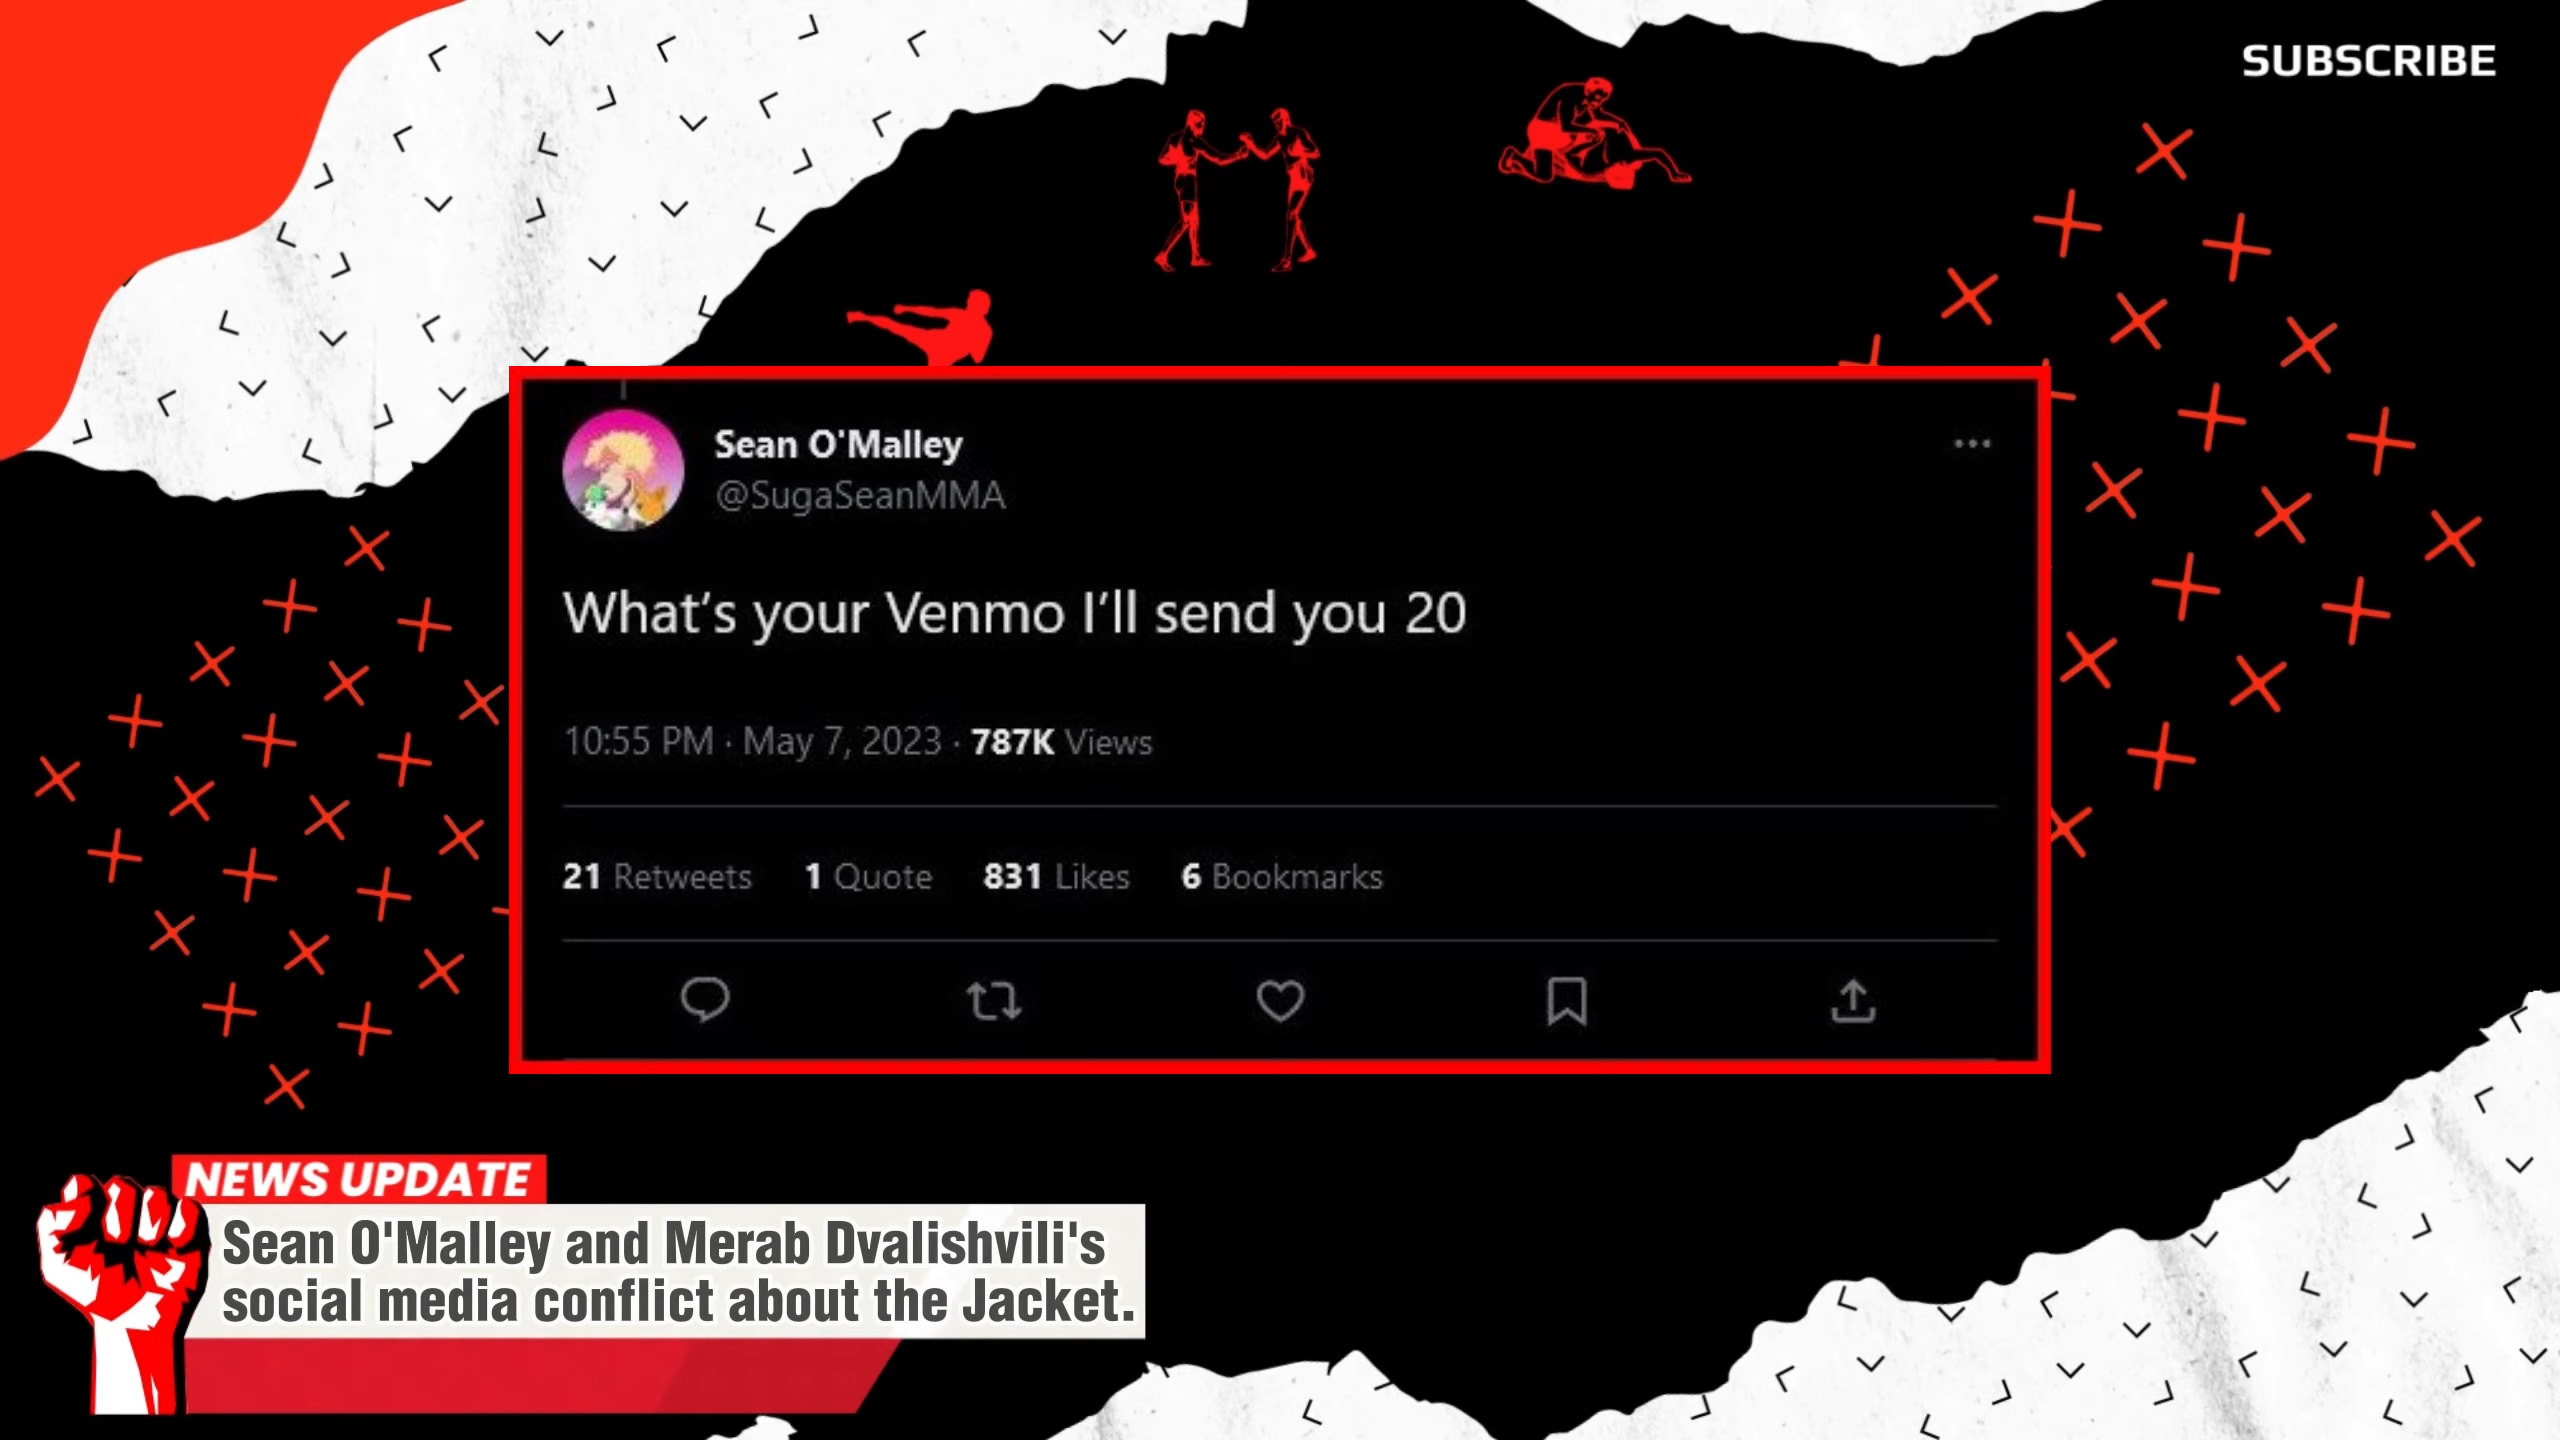 SUBSCRIBE
Sean O'Malley
@SugaSeanMMA
What's your Venmo I'll send you 20
10:55 PM · May 7, 2023 · 787K Views
21 Retweets 1 Quote 831 Likes 6 Bookmarks
NEWS UPDATE
Sean O'Malley and Merab Dvalishvili's
social media conflict about the Jacket.